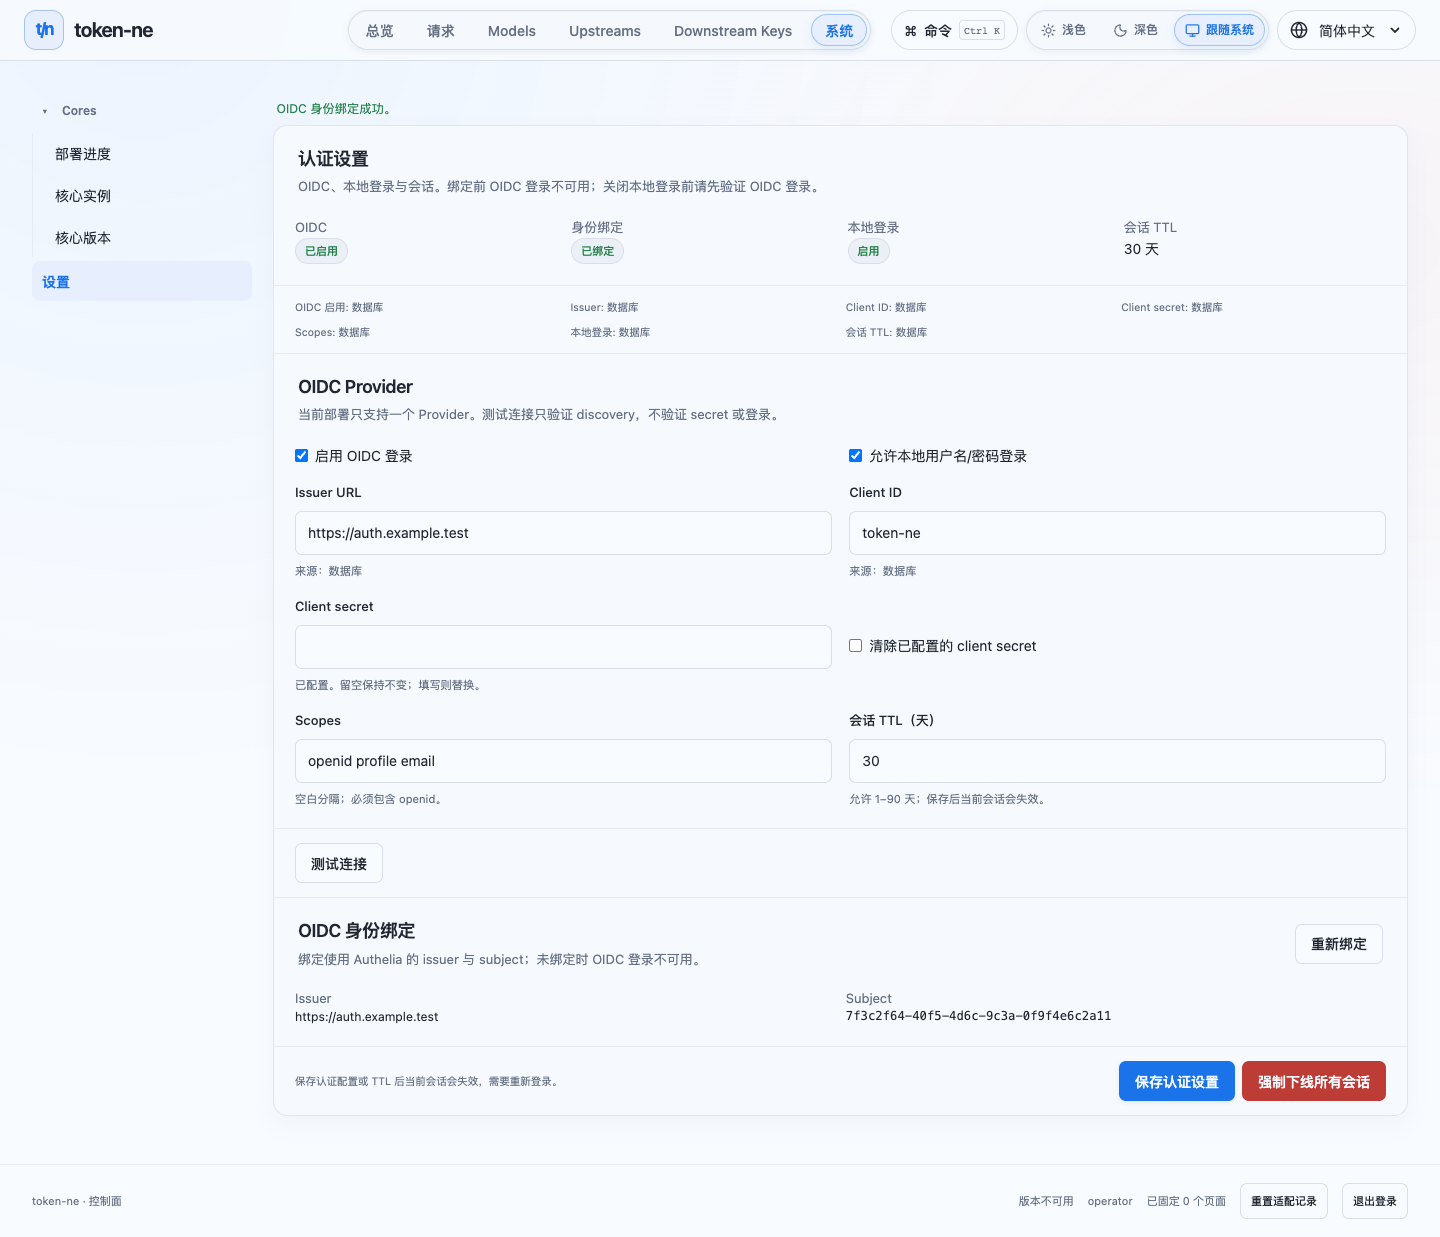 t/n token-ne 总览 请求 Models Upstreams Downstream Keys 系统 ⌘ 命令 Ctrl K 浅色 深色 跟随系统 简体中文
Cores
部署进度
核心实例
核心版本
设置
OIDC 身份绑定成功。
认证设置
OIDC、本地登录与会话。绑定前 OIDC 登录不可用；关闭本地登录前请先验证 OIDC 登录。
OIDC 身份绑定 本地登录 会话 TTL
已启用 已绑定 启用 30 天
OIDC 启用: 数据库 Issuer: 数据库 Client ID: 数据库 Client secret: 数据库
Scopes: 数据库 本地登录: 数据库 会话 TTL: 数据库
OIDC Provider
当前部署只支持一个 Provider。测试连接只验证 discovery，不验证 secret 或登录。
启用 OIDC 登录 允许本地用户名/密码登录
Issuer URL Client ID
https://auth.example.test token-ne
来源：数据库 来源：数据库
Client secret
清除已配置的 client secret
已配置。留空保持不变；填写则替换。
Scopes 会话 TTL（天）
openid profile email 30
空白分隔；必须包含 openid。 允许 1–90 天；保存后当前会话会失效。
测试连接
OIDC 身份绑定
绑定使用 Authelia 的 issuer 与 subject；未绑定时 OIDC 登录不可用。
重新绑定
Issuer Subject
https://auth.example.test 7f3c2f64-40f5-4d6c-9c3a-0f9f4e6c2a11
保存认证配置或 TTL 后当前会话会失效，需要重新登录。 保存认证设置 强制下线所有会话
token-ne · 控制面 版本不可用 operator 已固定 0 个页面 重置适配记录 退出登录